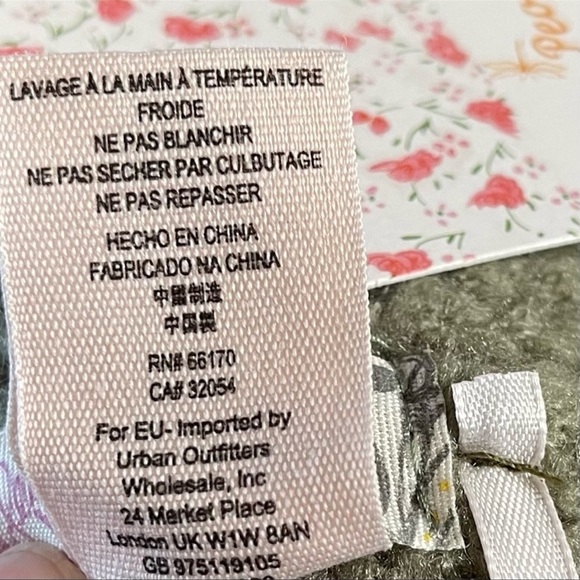 LAVAGE À LA MAIN À TEMPÉRATURE
FROIDE
NE PAS BLANCHIR
NE PAS SECHER PAR CULBUTAGE
NE PAS REPASSER
HECHO EN CHINA
FABRICADO NA CHINA
中國制造
中国製
RN# 66170
CA# 32054
For EU- Imported by
Urban Outfitters
Wholesale, Inc
24 Market Place
London UK W1W 8AN
GB 975119105